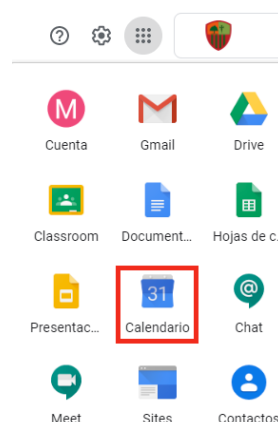 M
Cuenta Gmail Drive
Classroom Document... Hojas de c...
31
Presentac... Calendario Chat
Meet Sites Contactos